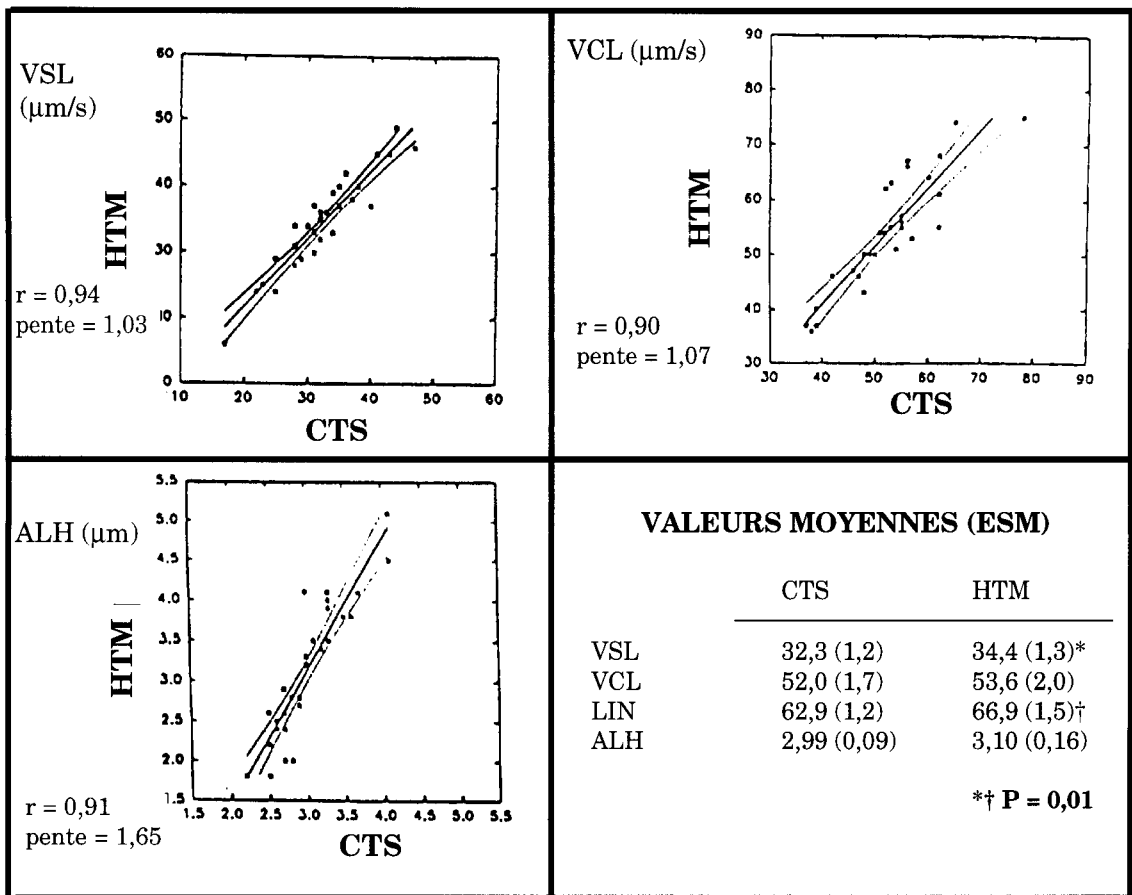 VSL
(µm/s)
HTM
r = 0,94
pente = 1,03
60
50
40
30
20
10
0
10 20 30 40 50 60
CTS
VCL (µm/s)
HTM
r = 0,90
pente = 1,07
90
80
70
60
50
40
30
30 40 50 60 70 80 90
CTS
ALH (µm)
HTM
r = 0,91
pente = 1,65
5.5
5.0
4.5
4.0
3.5
3.0
2.5
2.0
1.5
1.5 2.0 2.5 3.0 3.5 4.0 4.5 5.0 5.5
CTS
VALEURS MOYENNES (ESM)
CTS HTM
VSL 32,3 (1,2) 34,4 (1,3)*
VCL 52,0 (1,7) 53,6 (2,0)
LIN 62,9 (1,2) 66,9 (1,5)†
ALH 2,99 (0,09) 3,10 (0,16)
*† P = 0,01